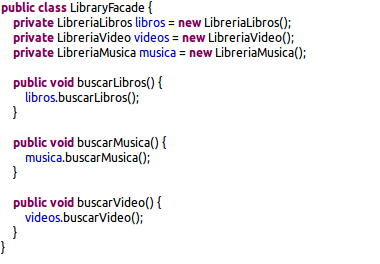 public class LibraryFacade {
private LibreriaLibros libros = new LibreriaLibros();
private LibreriaVideo videos = new LibreriaVideo();
private LibreriaMusica musica = new LibreriaMusica();
public void buscarLibros() {
libros.buscarLibros();
}
public void buscarMusica() {
musica.buscarMusica();
}
public void buscarVideo() {
videos.buscarVideo();
}
}